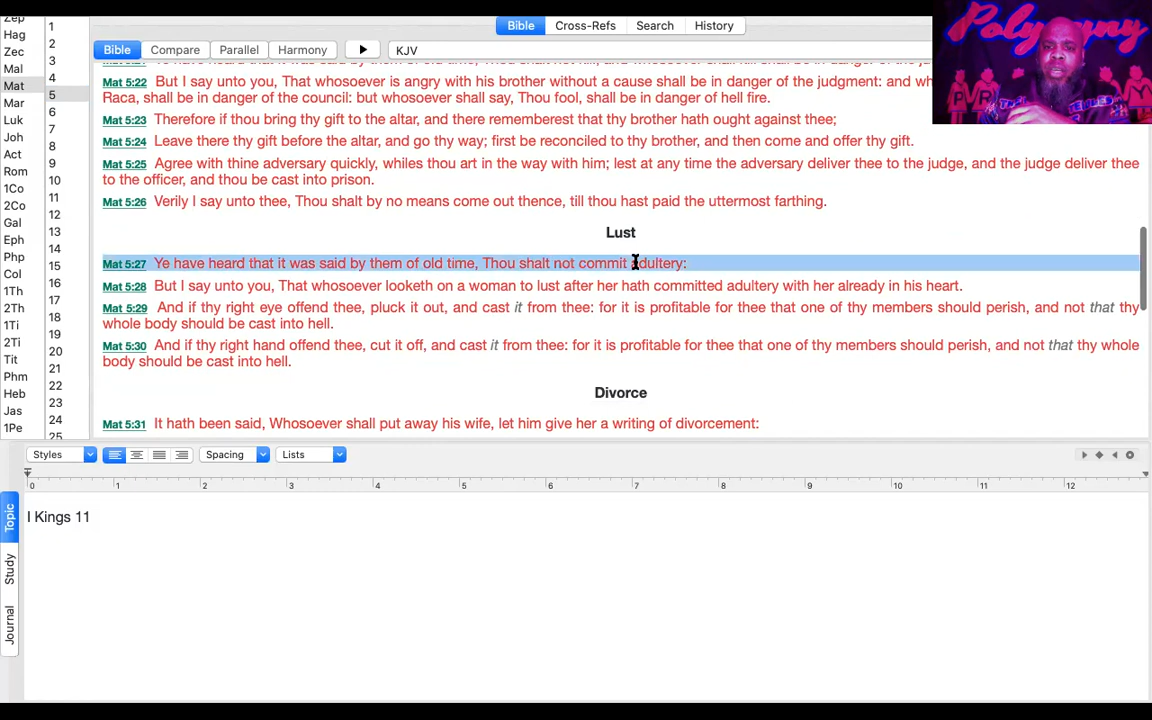 Bible Cross-Refs Search History
Bible Compare Parallel Harmony KJV
Zep
Hag
Zec
Mal
Mat
Mar
Luk
Joh
Act
Rom
1Co
2Co
Gal
Eph
Php
Col
1Th
2Th
1Ti
2Ti
Tit
Phm
Heb
Jas
1Pe
1
2
3
4
5
6
7
8
9
10
11
12
13
14
15
16
17
18
19
20
21
22
23
24
25
Mat 5:22 But I say unto you, That whosoever is angry with his brother without a cause shall be in danger of the judgment: and
Raca, shall be in danger of the council: but whosoever shall say, Thou fool, shall be in danger of hell fire.
Mat 5:23 Therefore if thou bring thy gift to the altar, and there rememberest that thy brother hath ought against thee;
Mat 5:24 Leave there thy gift before the altar, and go thy way; first be reconciled to thy brother, and then come and offer thy gift.
Mat 5:25 Agree with thine adversary quickly, whiles thou art in the way with him; lest at any time the adversary deliver thee to the judge, and the judge deliver thee
to the officer, and thou be cast into prison.
Mat 5:26 Verily I say unto thee, Thou shalt by no means come out thence, till thou hast paid the uttermost farthing.
Lust
Mat 5:27 Ye have heard that it was said by them of old time, Thou shalt not commit adultery:
Mat 5:28 But I say unto you, That whosoever looketh on a woman to lust after her hath committed adultery with her already in his heart.
Mat 5:29 And if thy right eye offend thee, pluck it out, and cast it from thee: for it is profitable for thee that one of thy members should perish, and not that thy
whole body should be cast into hell.
Mat 5:30 And if thy right hand offend thee, cut it off, and cast it from thee: for it is profitable for thee that one of thy members should perish, and not that thy whole
body should be cast into hell.
Divorce
Mat 5:31 It hath been said, Whosoever shall put away his wife, let him give her a writing of divorcement:
Polygyny
Styles Spacing Lists
0 1 2 3 4 5 6 7 8 9 10 11 12
Topic
Study
Journal
I Kings 11